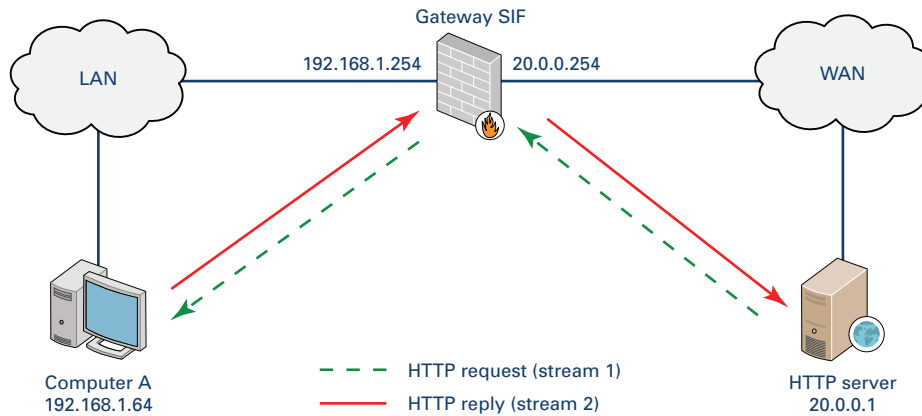 Gateway SIF
192.168.1.254
20.0.0.254
LAN
WAN
Computer A
192.168.1.64
HTTP request (stream 1)
HTTP reply (stream 2)
HTTP server
20.0.0.1